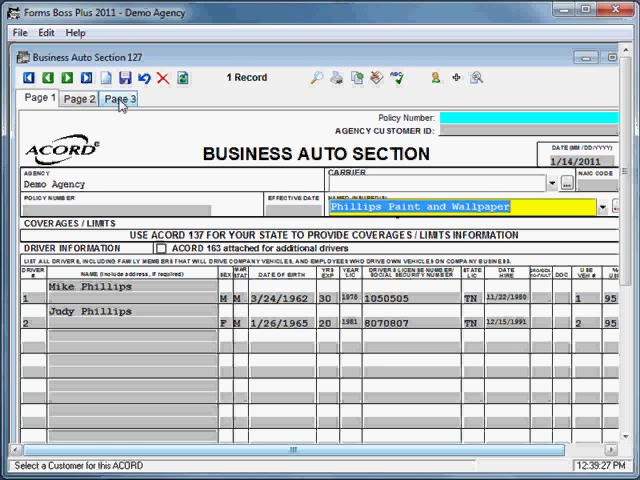 Forms Boss Plus 2011 - Demo Agency
File Edit Help
Business Auto Section 127
1 Record
Page 1 Page 2 Page 3
Policy Number:
AGENCY CUSTOMER ID:
ACORD®
BUSINESS AUTO SECTION
DATE (MM/DD/YYYY)
1/14/2011
AGENCY CARRIER NAIC CODE
Demo Agency
POLICY NUMBER EFFECTIVE DATE NAMED INSURED(S)
Phillips Paint and Wallpaper
COVERAGES / LIMITS
USE ACORD 137 FOR YOUR STATE TO PROVIDE COVERAGES / LIMITS INFORMATION
DRIVER INFORMATION ACORD 163 attached for additional drivers
LIST ALL DRIVERS, INCLUDING FAMILY MEMBERS THAT WILL DRIVE COMPANY VEHICLES, AND EMPLOYEES WHO DRIVE OWN VEHICLES ON COMPANY BUSINESS.
DRIVER # NAME (Include address, if required) SEX MAR STAT DATE OF BIRTH YRS EXP YEAR LIC DRIVERS LICENSE NUMBER/ SOCIAL SECURITY NUMBER STATE LIC DATE HIRE DOC USE VEH # % US
Mike Phillips
1 M M 3/24/1962 30 1978 1050505 TN 11/22/1980 1 95
Judy Phillips
2 F M 1/26/1965 20 1981 8070807 TN 12/15/1991 2 95
Select a Customer for this ACORD 12:39:27 PM